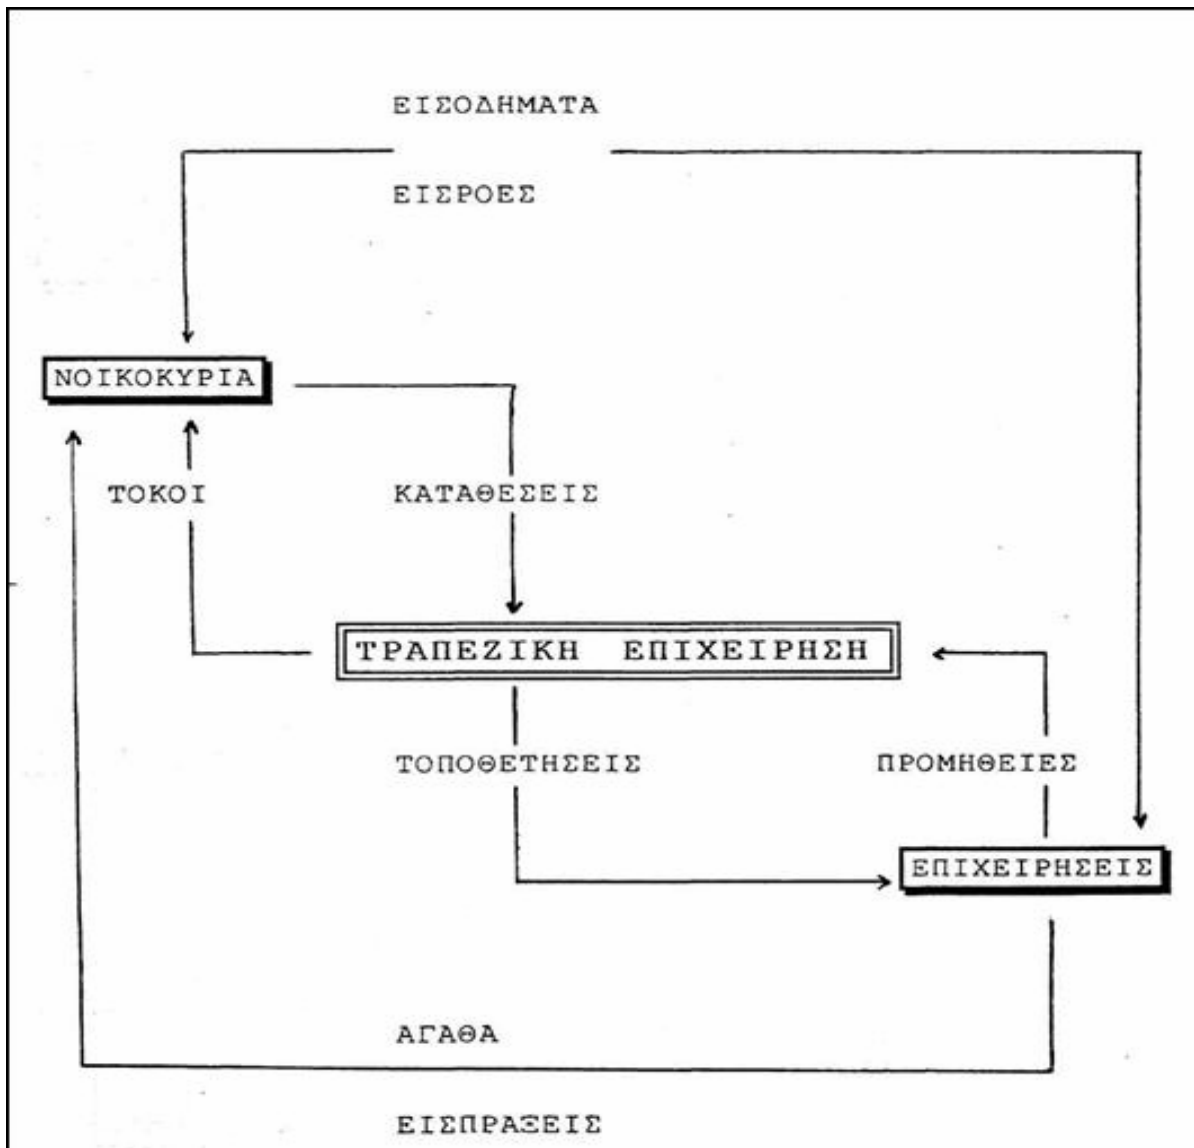 ΕΙΣΟΔΗΜΑΤΑ
ΕΙΣΡΟΕΣ
ΝΟΙΚΟΚΥΡΙΑ
ΤΟΚΟΙ ΚΑΤΑΘΕΣΕΙΣ
ΤΡΑΠΕΖΙΚΗ ΕΠΙΧΕΙΡΗΣΗ
ΤΟΠΟΘΕΤΗΣΕΙΣ ΠΡΟΜΗΘΕΙΕΣ
ΕΠΙΧΕΙΡΗΣΕΙΣ
ΑΓΑΘΑ
ΕΙΣΠΡΑΞΕΙΣ